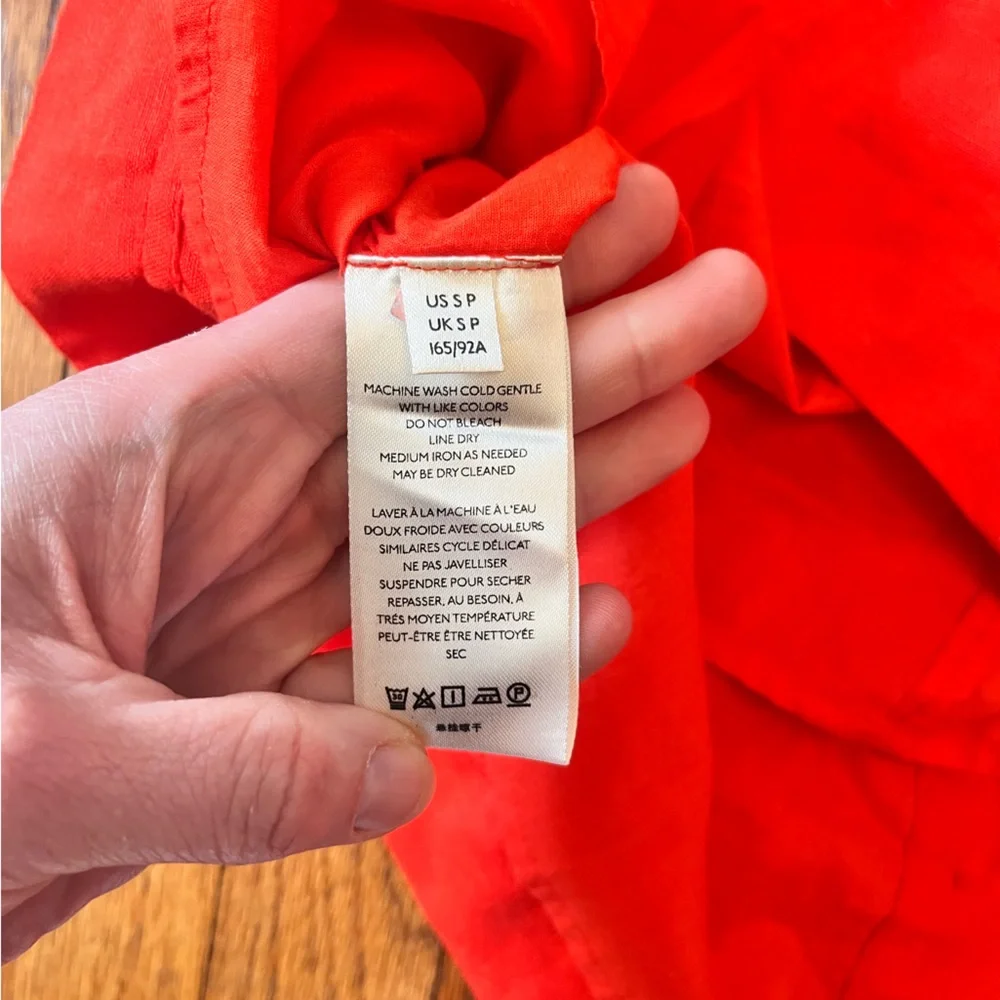 US S P
UK S P
165/92A
MACHINE WASH COLD GENTLE
WITH LIKE COLORS
DO NOT BLEACH
LINE DRY
MEDIUM IRON AS NEEDED
MAY BE DRY CLEANED
LAVER À LA MACHINE À L'EAU
DOUX FROIDE AVEC COULEURS
SIMILAIRES CYCLE DÉLICAT
NE PAS JAVELLISER
SUSPENDRE POUR SECHER
REPASSER, AU BESOIN, À
TRÉS MOYEN TEMPÉRATURE
PEUT-ÊTRE ÊTRE NETTOYÉE
SEC
30 P